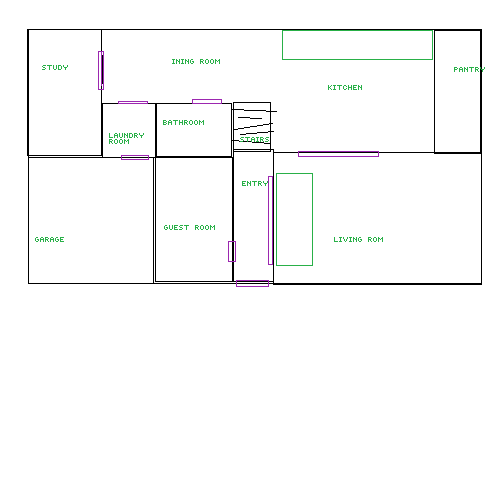 INING ROOM
STUDY
PANTRY
KITCHEN
BATHROOM
LAUNDRY
ROOM
STAIRS
ENTRY
GUEST ROOM
GARAGE
LIVING ROM